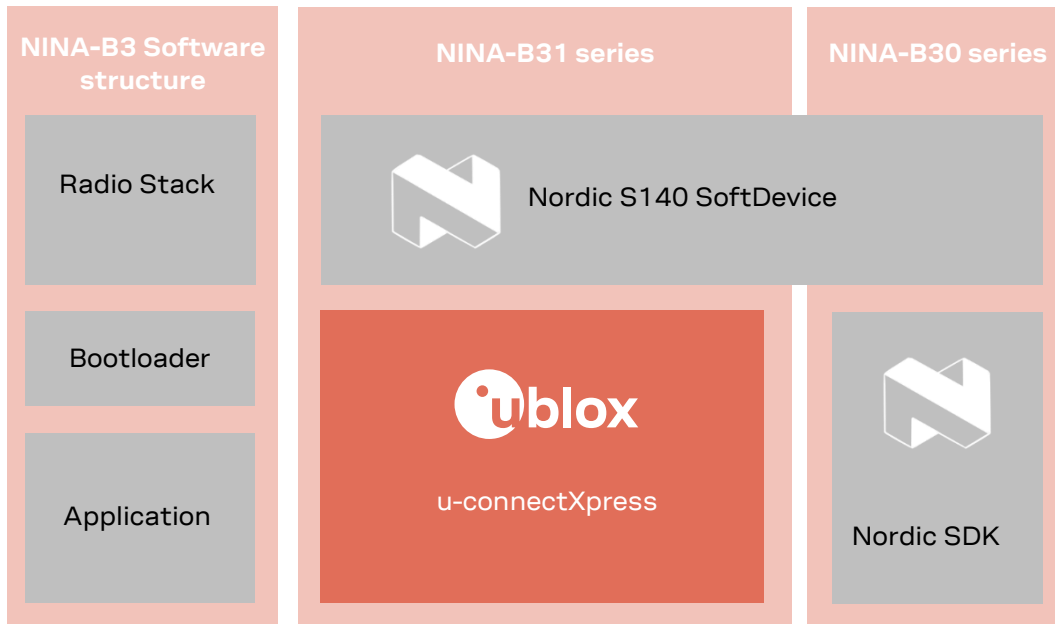 NINA-B3 Software
structure
NINA-B31 series
NINA-B30 series
Radio Stack
Nordic S140 SoftDevice
Bootloader
ublox
u-connectXpress
Application
Nordic SDK